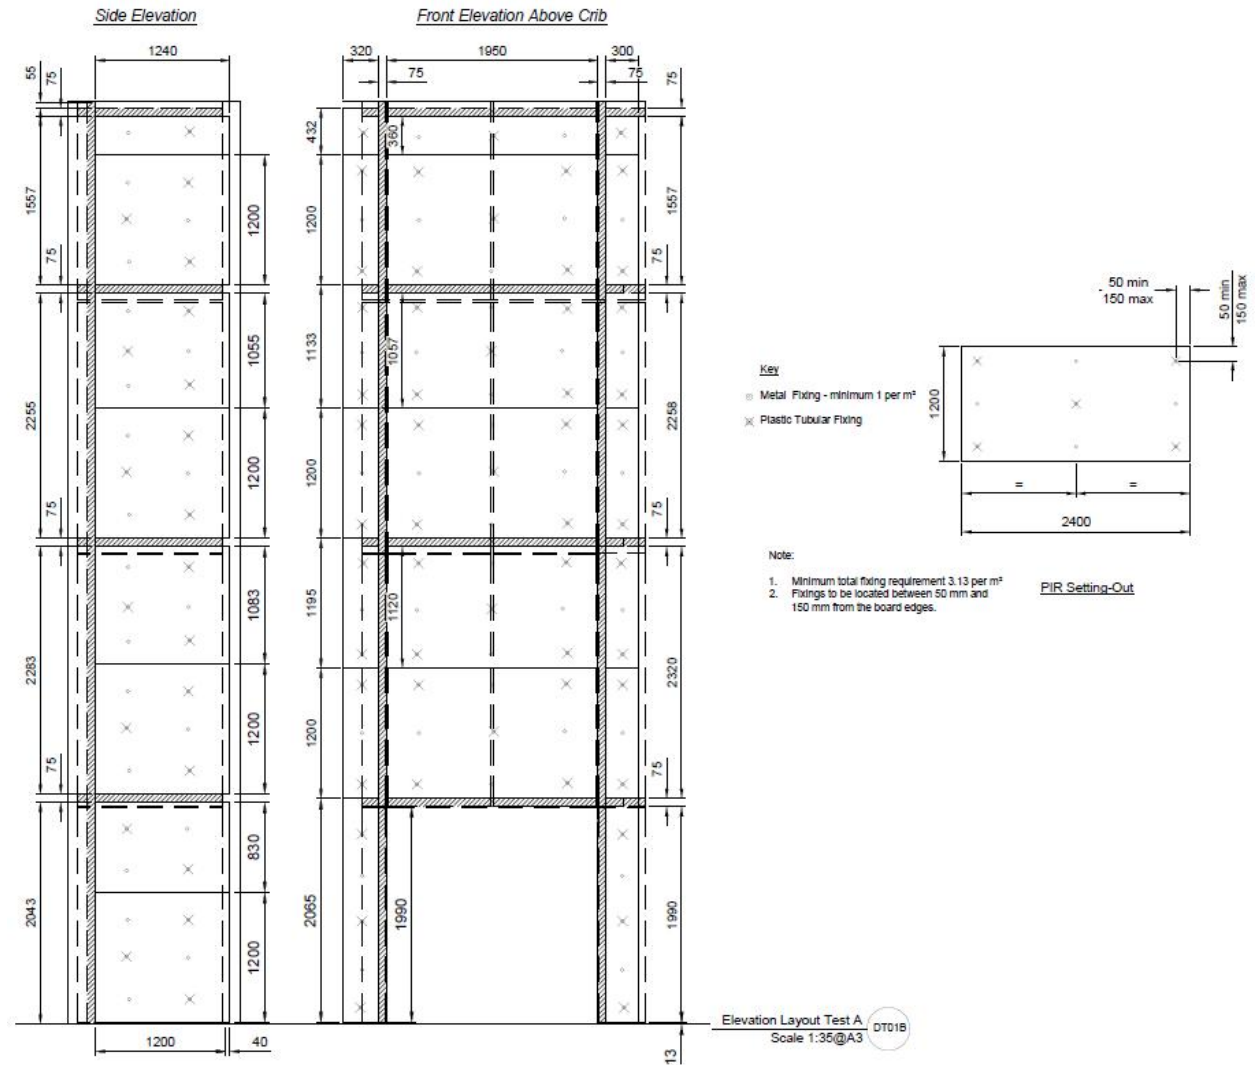 Side Elevation
Front Elevation Above Crib
1240
320
1950
300
55
75
75
75
75
432
360
1557
1200
1200
1557
75
75
1055
1133
1057
2255
2258
1200
1200
75
75
1083
1195
1120
2283
2320
1200
1200
75
75
830
2043
2065
1990
1990
1200
1200
40
13
Elevation Layout Test A
Scale 1:35@A3
DT01B
50 min
150 max
50 min
150 max
Key
Metal Fixing - minimum 1 per m²
Plastic Tubular Fixing
1200
=
=
2400
Note:
1. Minimum total fixing requirement 3.13 per m²
2. Fixings to be located between 50 mm and
150 mm from the board edges.
PIR Setting-Out